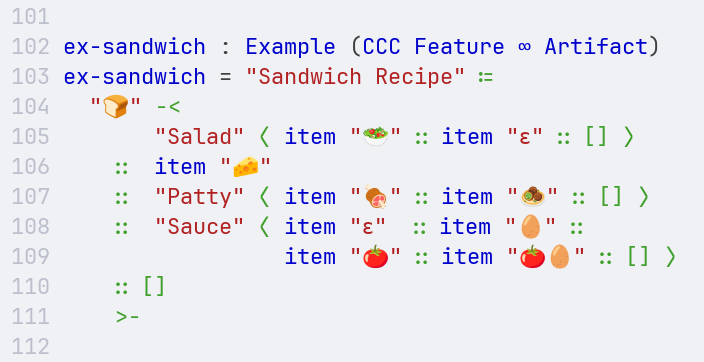 101
102 ex-sandwich : Example (CCC Feature ∞ Artifact)
103 ex-sandwich = "Sandwich Recipe" ≔
104 "🍞" -<
105 "Salad" ⟨ item "🥗" ∷ item "ε" ∷ [] ⟩
106 ∷ item "🧀"
107 ∷ "Patty" ⟨ item "🍖" ∷ item "🧆" ∷ [] ⟩
108 ∷ "Sauce" ⟨ item "ε" ∷ item "🥚" ∷
109 item "🍅" ∷ item "🍅🥚" ∷ [] ⟩
110 ∷ []
111 >-
112